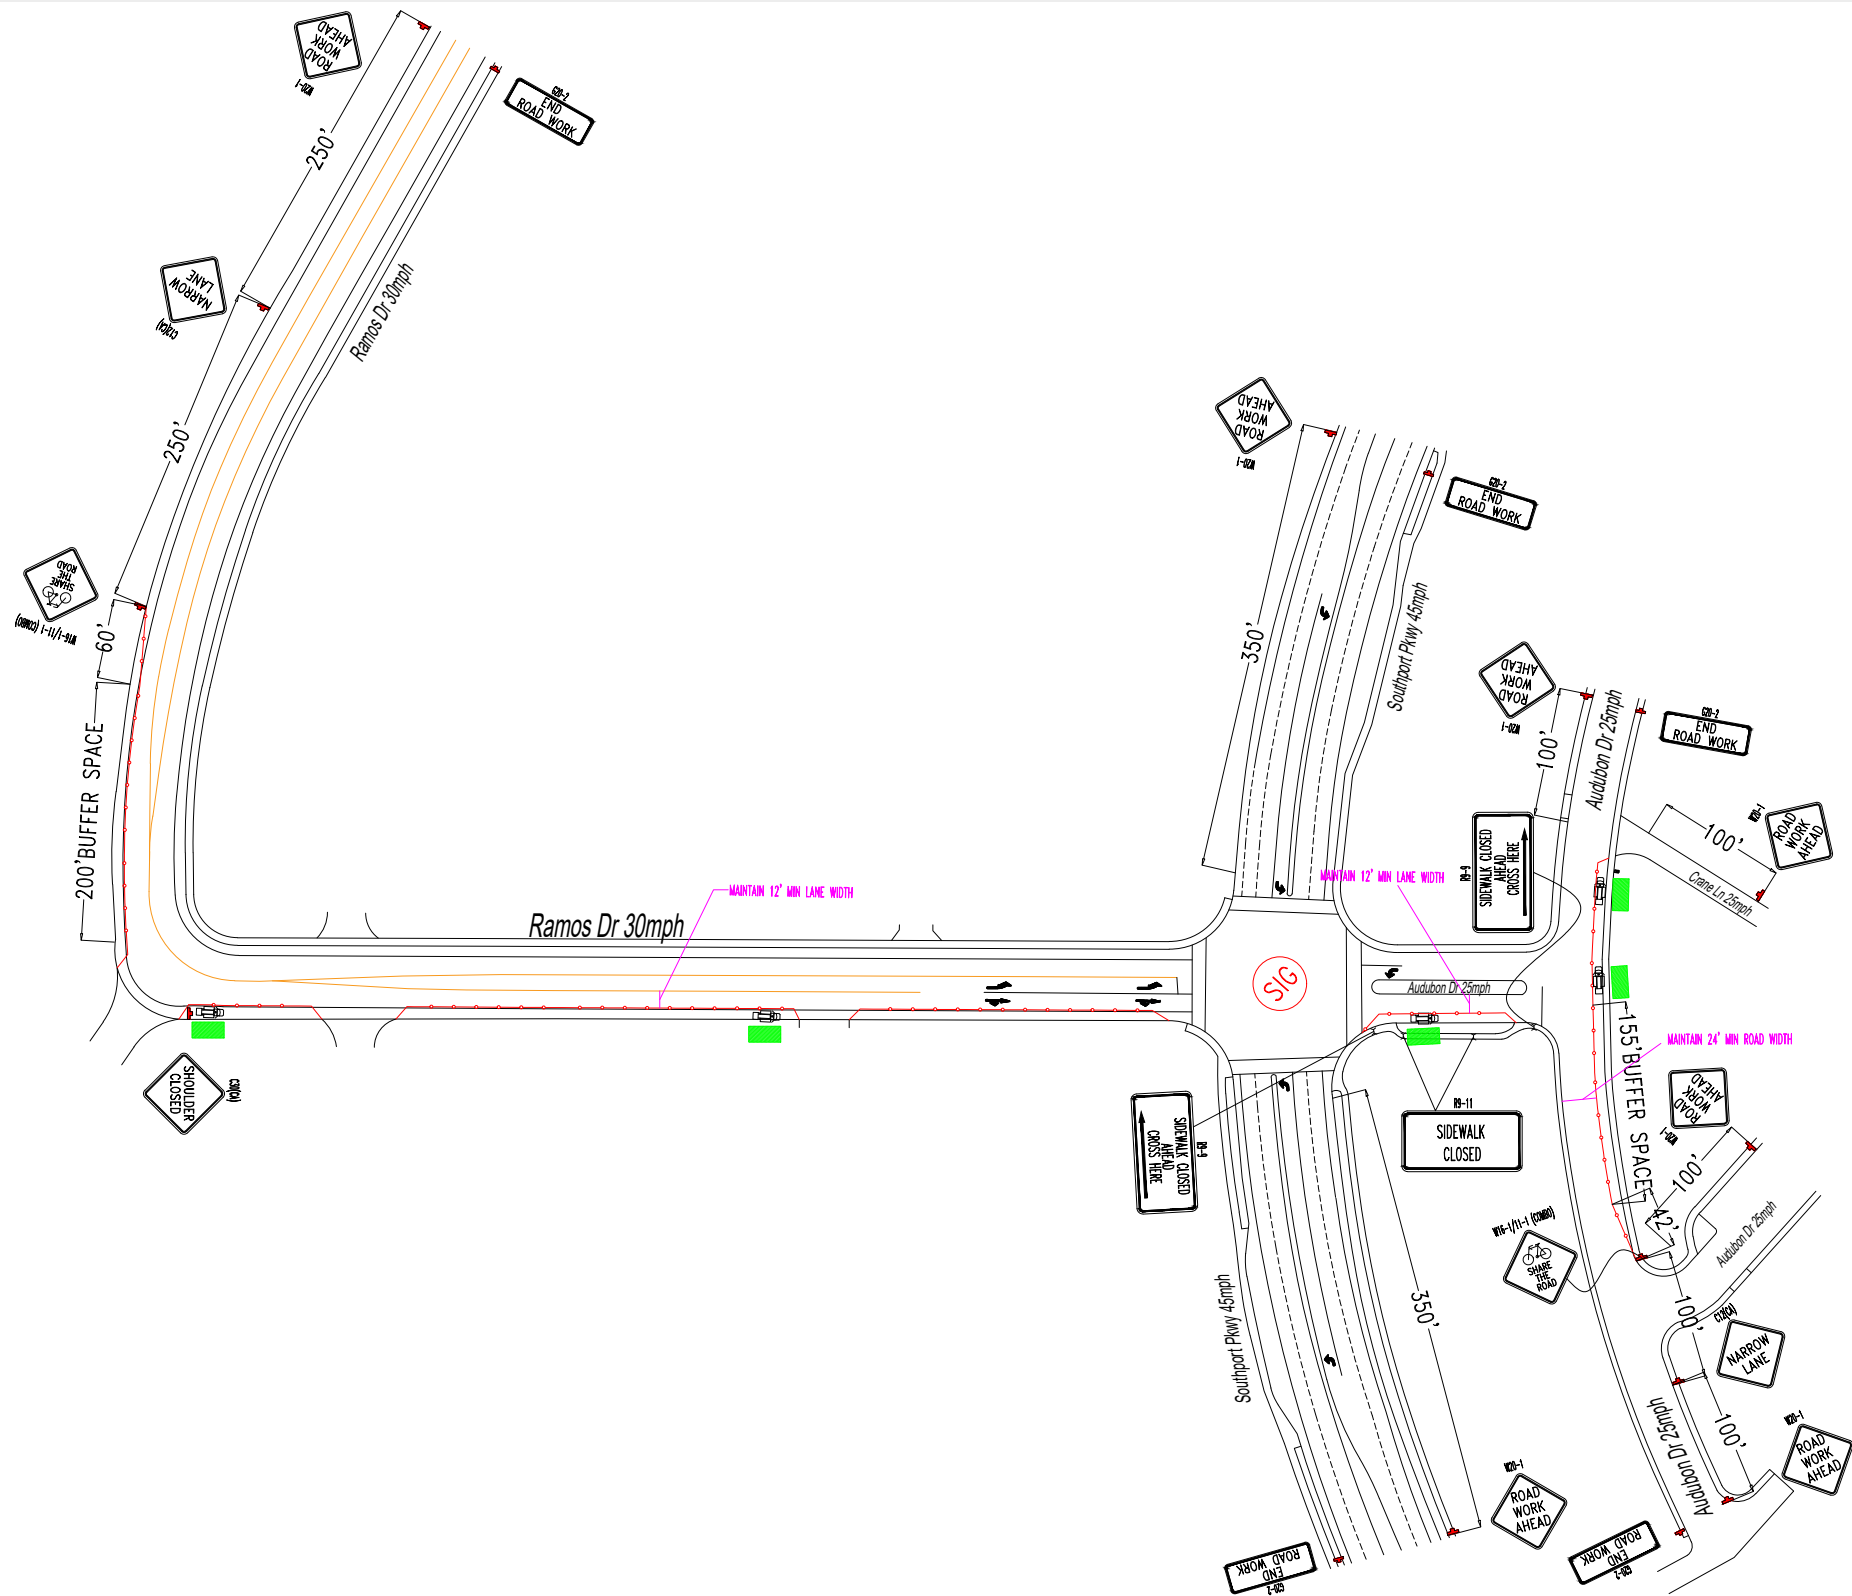 ROAD
WORK
AHEAD
W20-1
250'
G20-2
END
ROAD WORK
NARROW
LANE
C12(CA)
Ramos Dr 30mph
250'
SHARE
THE
ROAD
W16-1/11-1 (COMBO)
60'
200' BUFFER SPACE
Ramos Dr 30mph
MAINTAIN 12' MIN LANE WIDTH
SHOULDER
CLOSED
C30(CA)
ROAD
WORK
AHEAD
W20-1
350'
G20-2
END
ROAD WORK
Southport Pkwy 45mph
ROAD
WORK
AHEAD
W20-1
100'
Audubon Dr 25mph
G20-2
END
ROAD WORK
W20-1
ROAD
WORK
AHEAD
100'
Crane Ln 25mph
MAINTAIN 12' MIN LANE WIDTH
R9-9
SIDEWALK CLOSED
AHEAD
CROSS HERE
SIG
Audubon Dr 25mph
155' BUFFER SPACE
MAINTAIN 24' MIN ROAD WIDTH
ROAD
WORK
AHEAD
W20-1
100'
42'
R9-9
SIDEWALK CLOSED
AHEAD
CROSS HERE
R9-11
SIDEWALK
CLOSED
W16-1/11-1 (COMBO)
SHARE
THE
ROAD
Audubon Dr 25mph
100'
C12(CA)
NARROW
LANE
Southport Pkwy 45mph
350'
Audubon Dr 25mph
100'
W20-1
ROAD
WORK
AHEAD
W20-1
ROAD
WORK
AHEAD
END
ROAD WORK
G20-2
END
ROAD WORK
G20-2